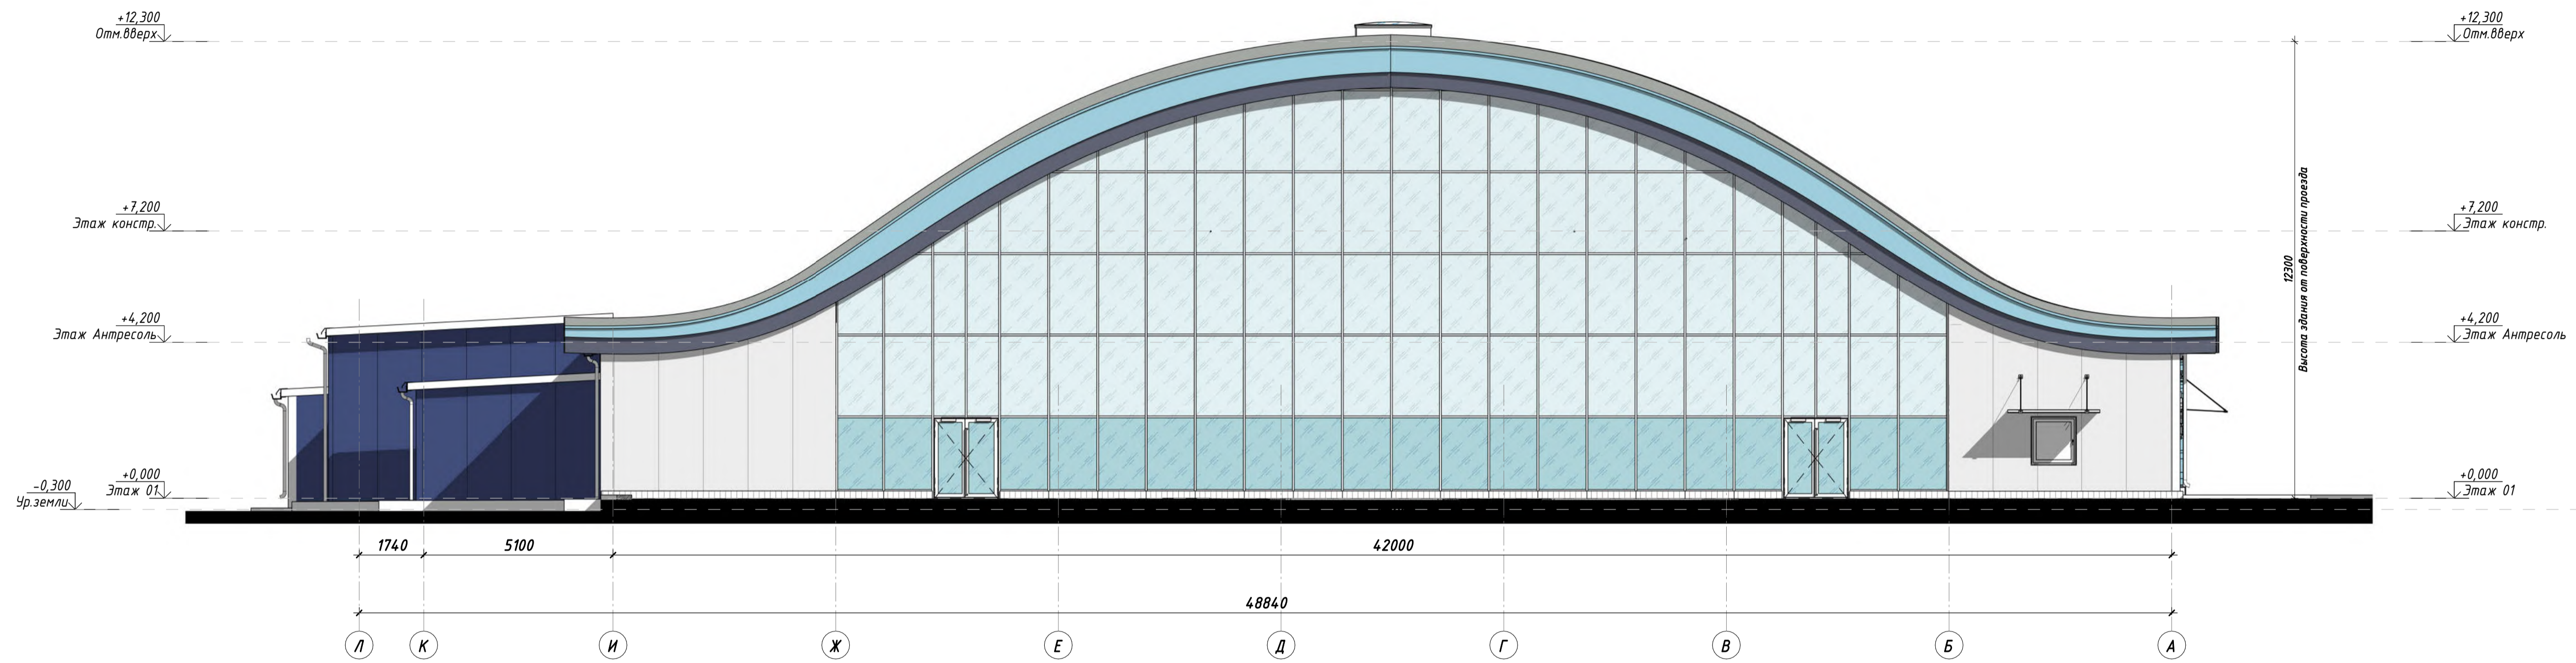 +12,300
Отм.вверх
+12,300
Отм.вверх
+7,200
Этаж констр.
+7,200
Этаж констр.
12300
Высота здания от поверхности проезда
+4,200
Этаж Антресоль
+4,200
Этаж Антресоль
+0,000
Этаж 01
-0,300
Ур.земли
+0,000
Этаж 01
1740
5100
42000
48840
Л
К
И
Ж
Е
Д
Г
В
Б
А